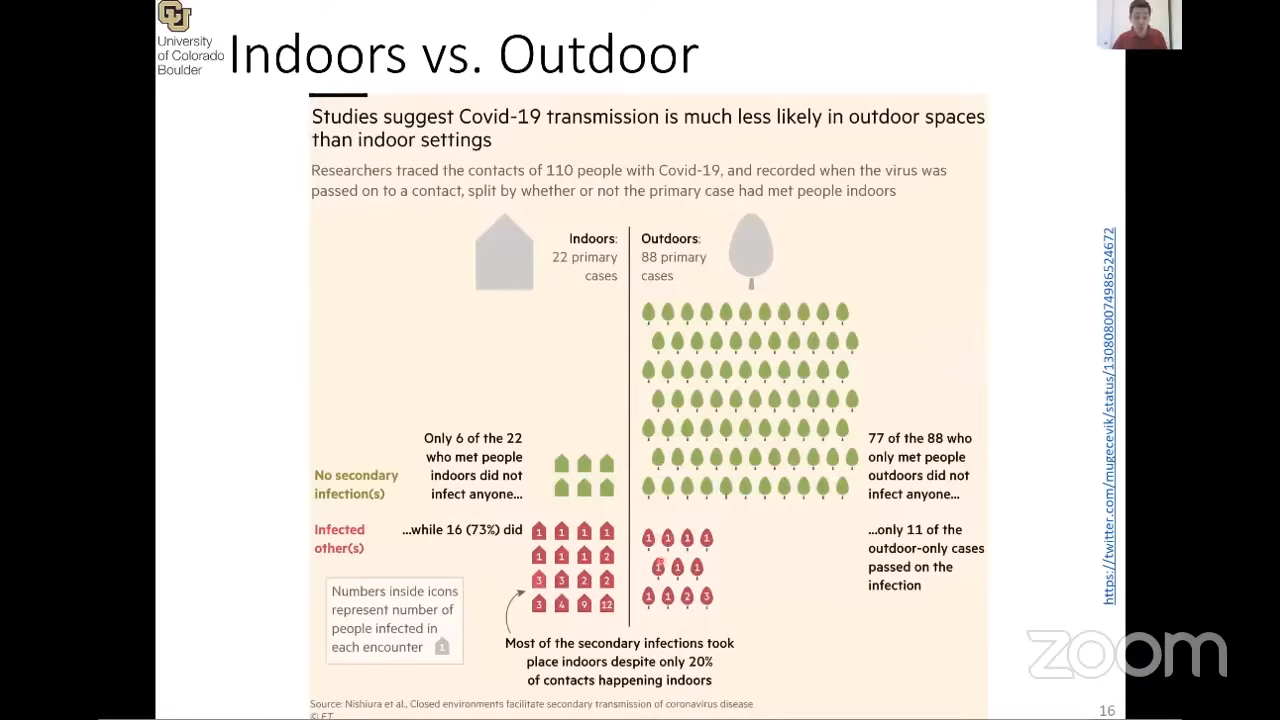 CU
University
of Colorado
Boulder
Indoors vs. Outdoor
Studies suggest Covid-19 transmission is much less likely in outdoor spaces
than indoor settings
Researchers traced the contacts of 110 people with Covid-19, and recorded when the virus was
passed on to a contact, split by whether or not the primary case had met people indoors
Indoors:
22 primary
cases
Outdoors:
88 primary
cases
Only 6 of the 22
who met people
indoors did not
infect anyone...
No secondary
infection(s)
77 of the 88 who
only met people
outdoors did not
infect anyone...
Infected
other(s)
...while 16 (73%) did
1 1 1 1
1 1 1 2
3 3 2 2
3 4 9 12
1 1 1 1
1 1 1
1 1 2 3
...only 11 of the
outdoor-only cases
passed on the
infection
Numbers inside icons
represent number of
people infected in
each encounter 1
Most of the secondary infections took
place indoors despite only 20%
of contacts happening indoors
Source: Nishiura et al., Closed environments facilitate secondary transmission of coronavirus disease
© FT
https://twitter.com/mugecevik/status/1308080074986524672
zoom
16